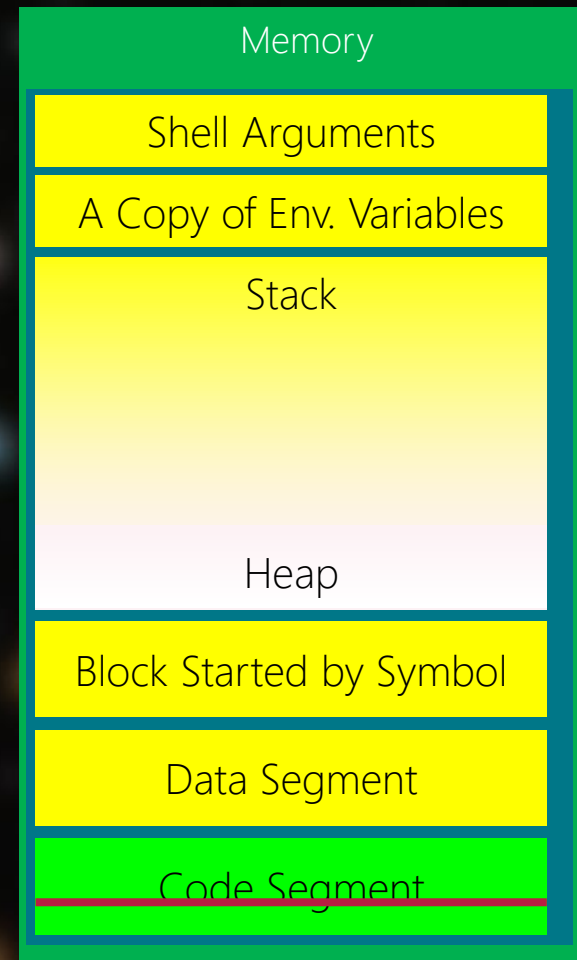 Memory
Shell Arguments
A Copy of Env. Variables
Stack
Heap
Block Started by Symbol
Data Segment
Code Segment